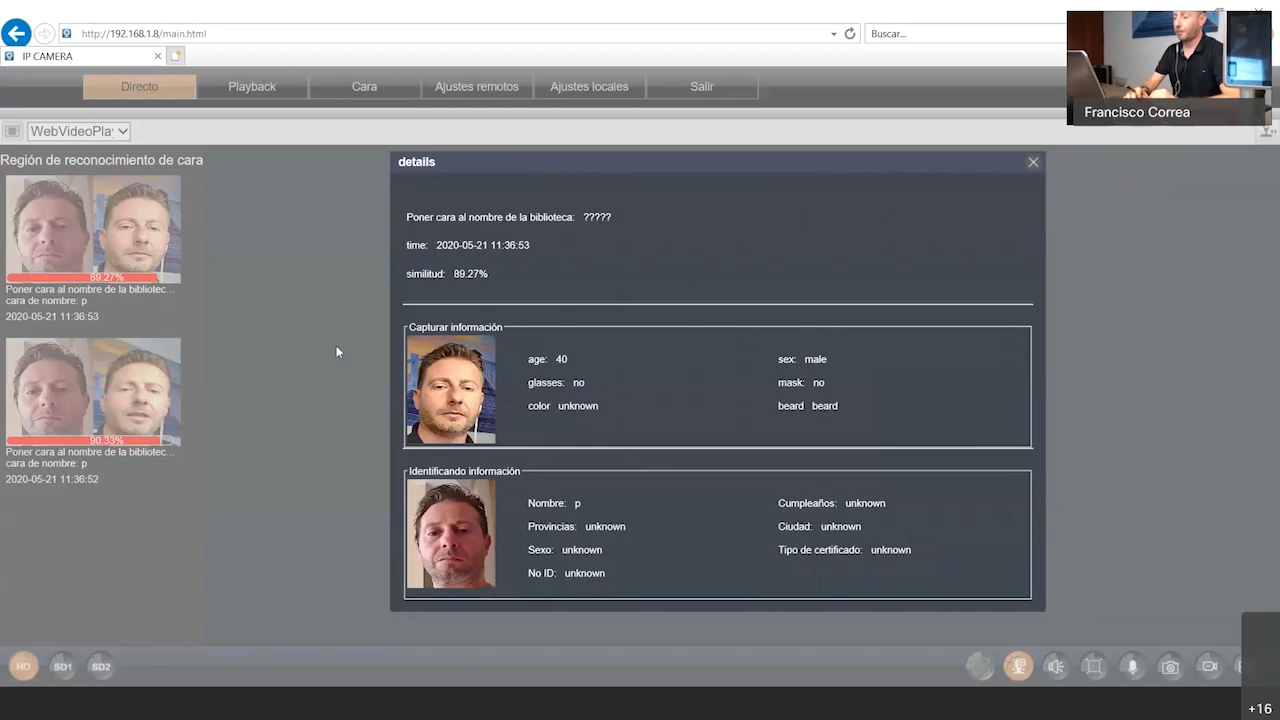 http://192.168.1.8/main.html
Buscar...
IP CAMERA
Directo
Playback
Cara
Ajustes remotos
Ajustes locales
Salir
Francisco Correa
WebVideoPla
Región de reconocimiento de cara
89.27%
Poner cara al nombre de la bibliotec...
cara de nombre: p
2020-05-21 11:36:53
90.33%
Poner cara al nombre de la bibliotec...
cara de nombre: p
2020-05-21 11:36:52
details
Poner cara al nombre de la biblioteca: ?????
time: 2020-05-21 11:36:53
similitud: 89.27%
Capturar información
age: 40 sex: male
glasses: no mask: no
color unknown beard beard
Identificando información
Nombre: p Cumpleaños: unknown
Provincias: unknown Ciudad: unknown
Sexo: unknown Tipo de certificado: unknown
No ID: unknown
HD
SD1
SD2
+16